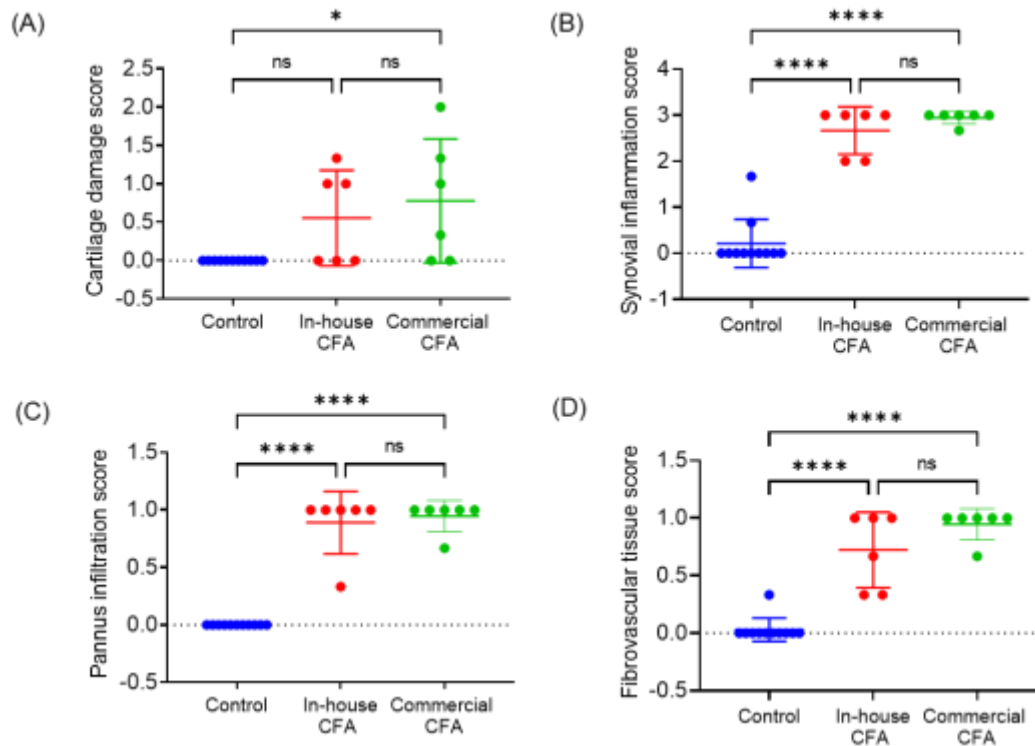 (A)
*
ns ns
Cartilage damage score
2.5
2.0
1.5
1.0
0.5
0.0
-0.5
Control In-house CFA Commercial CFA
(B)
****
**** ns
Synovial inflammation score
4
3
2
1
0
-1
Control In-house CFA Commercial CFA
(C)
****
**** ns
Pannus infiltration score
1.5
1.0
0.5
0.0
-0.5
Control In-house CFA Commercial CFA
(D)
****
**** ns
Fibrovascular tissue score
1.5
1.0
0.5
0.0
-0.5
Control In-house CFA Commercial CFA